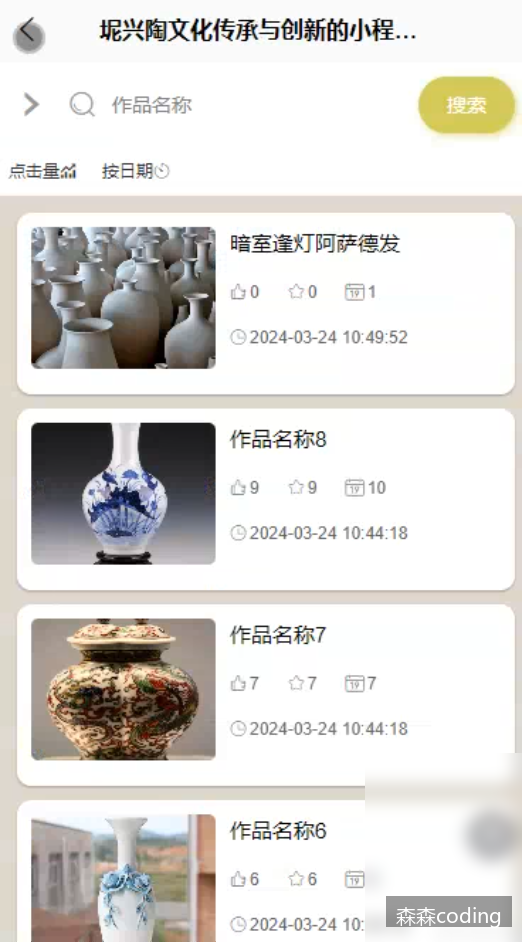 坭兴陶文化传承与创新的小程...
作品名称
搜索
点击量 按日期
暗室逢灯阿萨德发
0 0 1
2024-03-24 10:49:52
作品名称8
9 9 10
2024-03-24 10:44:18
作品名称7
7 7 7
2024-03-24 10:44:18
作品名称6
6 6
2024-03-24 10:
森森coding